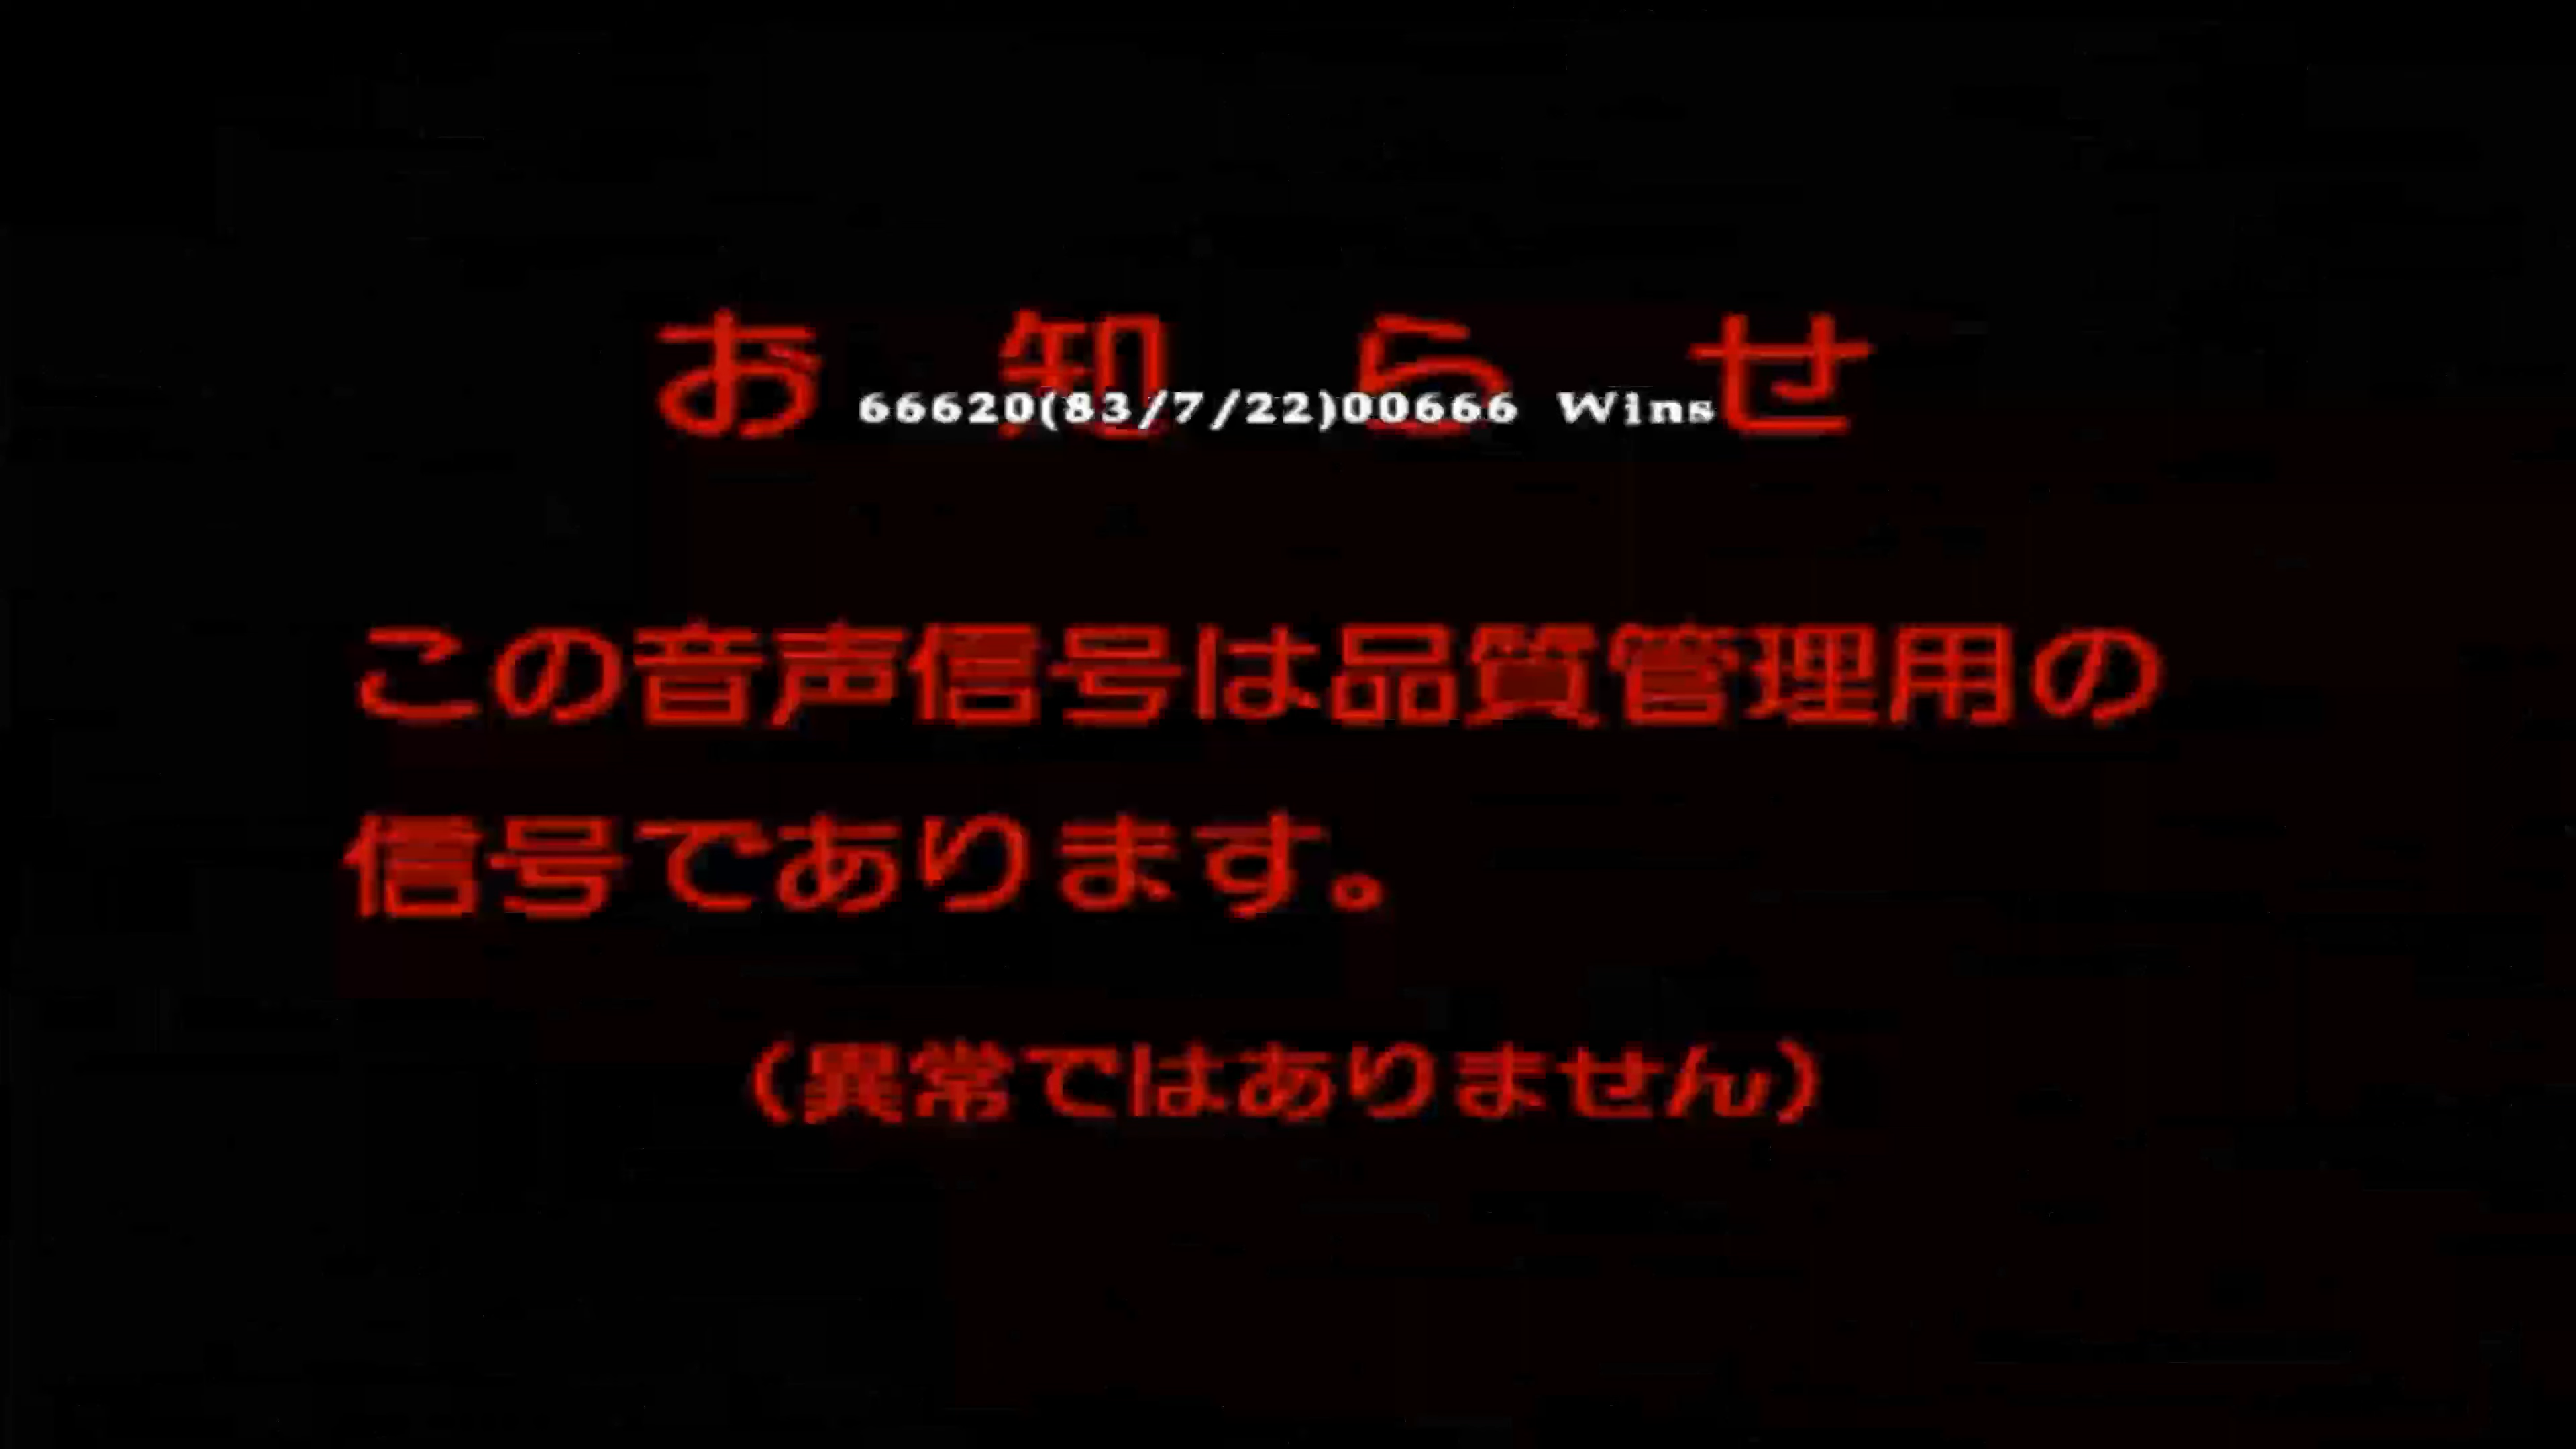 お知らせ
66620(83/7/22)00666 Wins
この音声信号は品質管理用の
信号であります。
(異常ではありません)